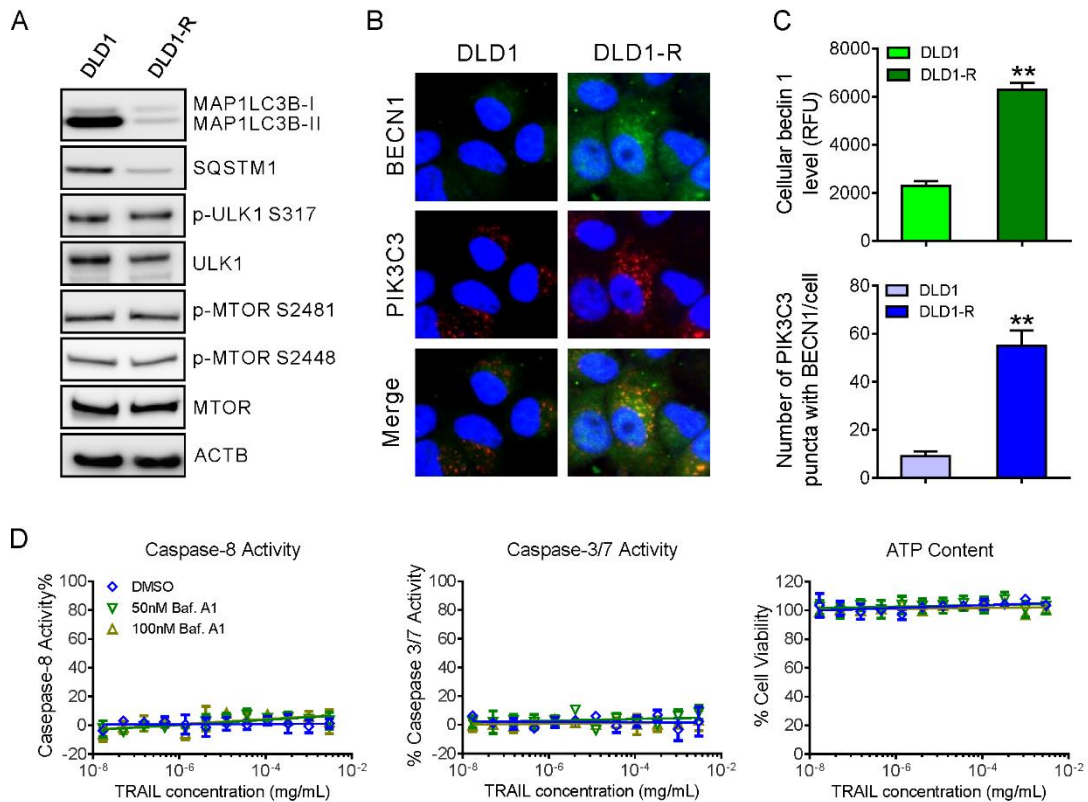 A
DLD1
DLD1-R
MAP1LC3B-I
MAP1LC3B-II
SQSTM1
p-ULK1 S317
ULK1
p-MTOR S2481
p-MTOR S2448
MTOR
ACTB
B
DLD1
DLD1-R
BECN1
PIK3C3
Merge
C
DLD1
DLD1-R
Cellular beclin 1
level (RFU)
8000
6000
4000
2000
0
**
DLD1
DLD1-R
Number of PIK3C3
puncta with BECN1/cell
80
60
40
20
0
**
D
Caspase-8 Activity
Casepase-8 Activity%
100
80
60
40
20
0
-20
DMSO
50nM Baf. A1
100nM Baf. A1
10-8
10-6
10-4
10-2
TRAIL concentration (mg/mL)
Caspase-3/7 Activity
% Casepase 3/7 Activity
100
80
60
40
20
0
-20
10-8
10-6
10-4
10-2
TRAIL concentration (mg/mL)
ATP Content
% Cell Viability
120
100
80
60
40
20
0
10-8
10-6
10-4
10-2
TRAIL concentration (mg/mL)